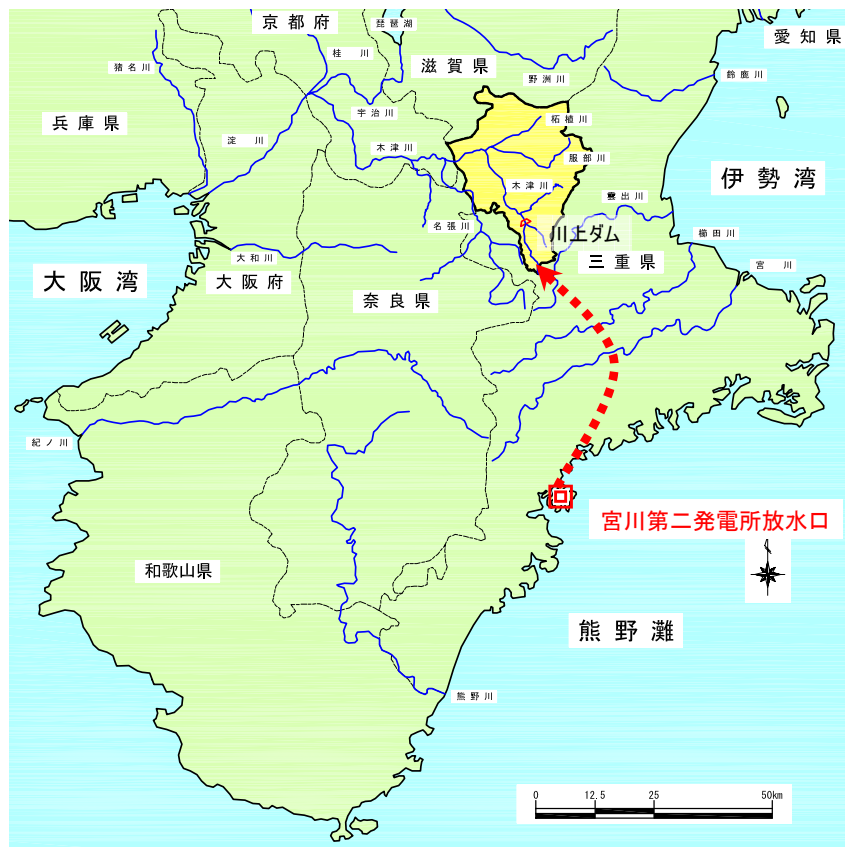 京都府
琵琶湖
愛知県
桂川
滋賀県
猪名川
野洲川
鈴鹿川
宇治川
兵庫県
柘植川
淀川
木津川
服部川
伊勢湾
木津川
雲出川
名張川
川上ダム
櫛田川
大和川
三重県
宮川
大阪湾
大阪府
奈良県
紀ノ川
宮川第二発電所放水口
和歌山県
熊野灘
熊野川
0 12.5 25 50km